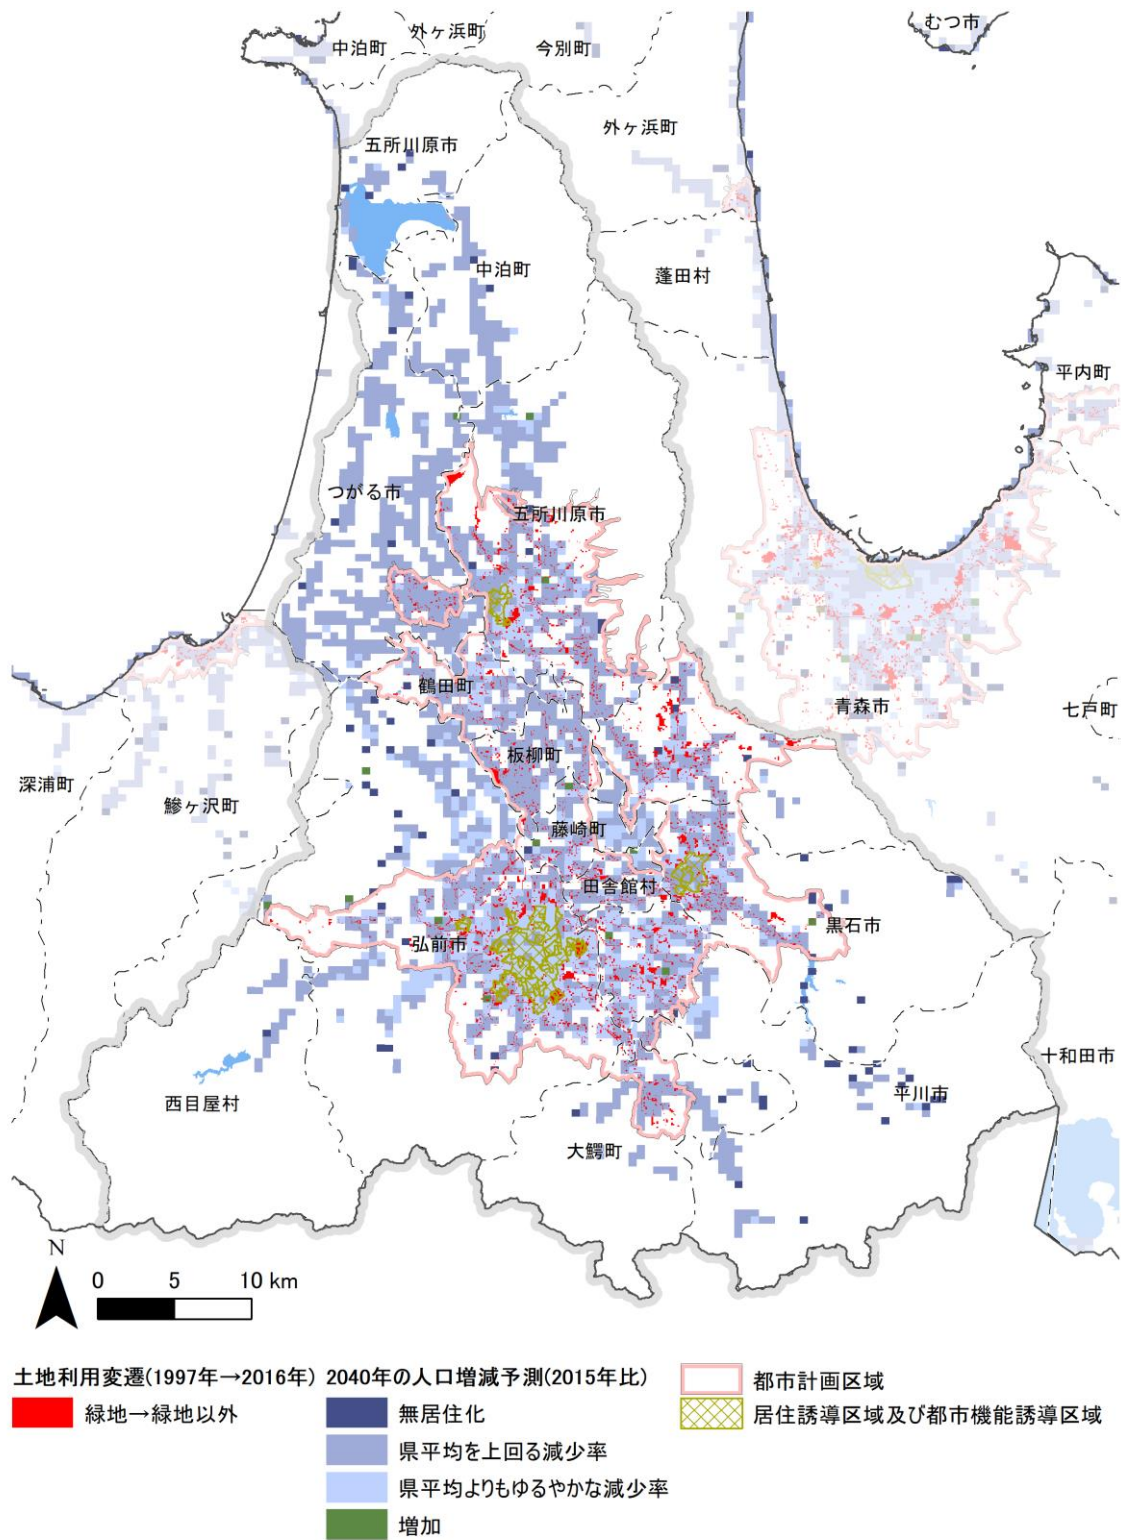 むつ市
外ヶ浜町
中泊町
今別町
外ヶ浜町
五所川原市
中泊町
蓬田村
平内町
つがる市
五所川原市
鶴田町
青森市
七戸町
板柳町
深浦町
鰺ヶ沢町
藤崎町
田舎館村
黒石市
弘前市
十和田市
西目屋村
平川市
大鰐町
N
0 5 10 km
土地利用変遷(1997年→2016年)
緑地→緑地以外
2040年の人口増減予測(2015年比)
無居住化
県平均を上回る減少率
県平均よりもゆるやかな減少率
増加
都市計画区域
居住誘導区域及び都市機能誘導区域